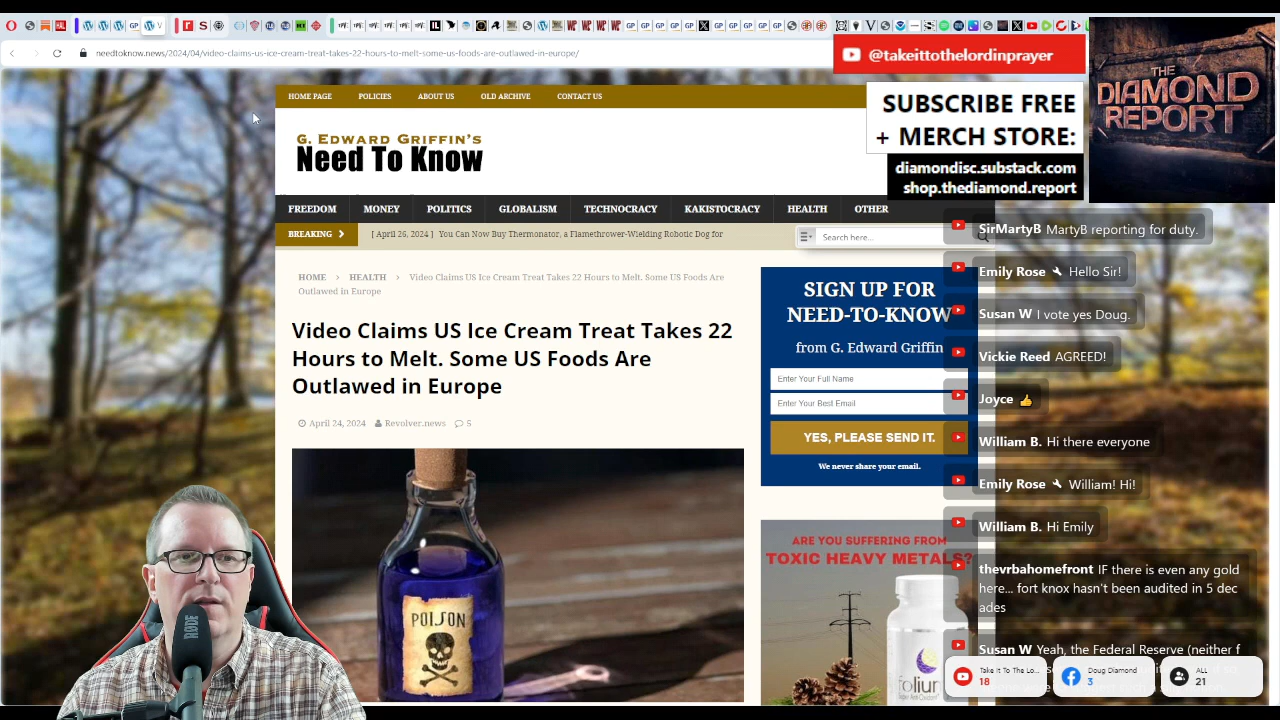 needtoknow.news/2024/04/video-claims-us-ice-cream-treat-takes-22-hours-to-melt-some-us-foods-are-outlawed-in-europe/
@takeittothelordinprayer
THE
DIAMOND
REPORT
SUBSCRIBE FREE
+ MERCH STORE:
diamondisc.substack.com
shop.thediamond.report
HOME PAGE POLICIES ABOUT US OLD ARCHIVE CONTACT US
G. EDWARD GRIFFIN'S
Need To Know
FREEDOM MONEY POLITICS GLOBALISM TECHNOCRACY KAKISTOCRACY HEALTH OTHER
BREAKING [ April 26, 2024 ] You Can Now Buy Thermonator, a Flamethrower-Wielding Robotic Dog for
Search here...
HOME HEALTH Video Claims US Ice Cream Treat Takes 22 Hours to Melt. Some US Foods Are
Outlawed in Europe
Video Claims US Ice Cream Treat Takes 22
Hours to Melt. Some US Foods Are
Outlawed in Europe
April 24, 2024 Revolver.news 5
POISON
SIGN UP FOR
NEED-TO-KNOW
from G. Edward Griffin
Enter Your Full Name
Enter Your Best Email
YES, PLEASE SEND IT.
We never share your email.
ARE YOU SUFFERING FROM
TOXIC HEAVY METALS?
foliu
RØDE
SirMartyB MartyB reporting for duty.
Emily Rose Hello Sir!
Susan W I vote yes Doug.
Vickie Reed AGREED!
Joyce 👍
William B. Hi there everyone
Emily Rose William! Hi!
William B. Hi Emily
thevrbahomefront IF there is even any gold
here... fort knox hasn't been audited in 5 dec
ades
Susan W Yeah, the Federal Reserve (neither f
Take It To The Lo...
18
Doug Diamond
3
ALL
21